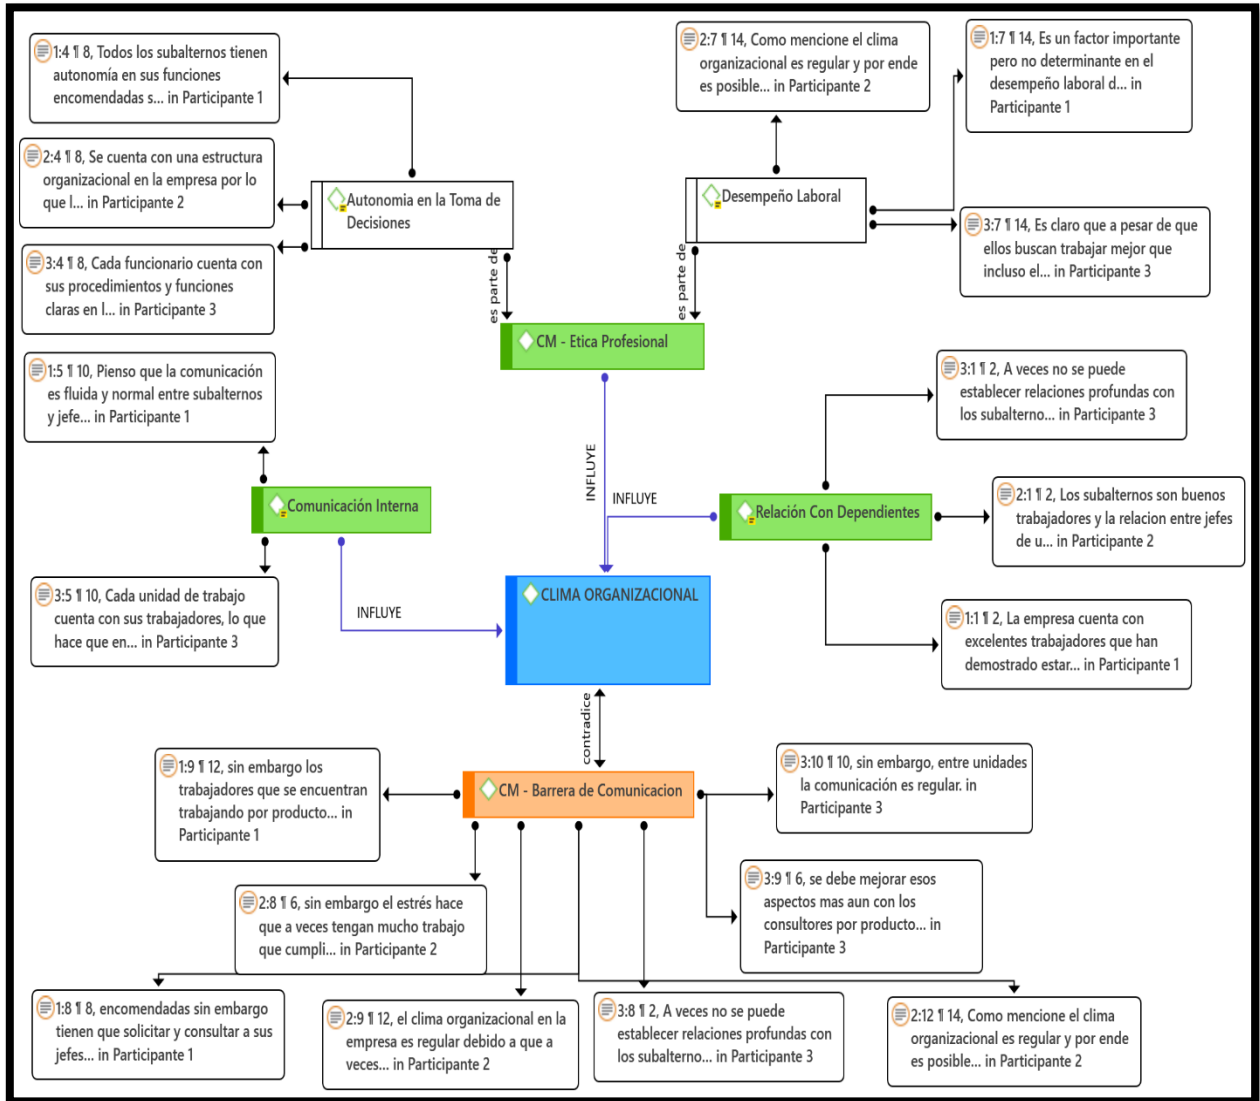 1:4 ¶ 8, Todos los subalternos tienen
autonomía en sus funciones
encomendadas s... in Participante 1
2:7 ¶ 14, Como mencione el clima
organizacional es regular y por ende
es posible... in Participante 2
1:7 ¶ 14, Es un factor importante
pero no determinante en el
desempeño laboral d... in
Participante 1
2:4 ¶ 8, Se cuenta con una estructura
organizacional en la empresa por lo
que l... in Participante 2
Autonomia en la Toma de
Decisiones
Desempeño Laboral
3:4 ¶ 8, Cada funcionario cuenta con
sus procedimientos y funciones
claras en l... in Participante 3
3:7 ¶ 14, Es claro que a pesar de que
ellos buscan trabajar mejor que
incluso el... in Participante 3
es parte de
es parte de
CM - Etica Profesional
1:5 ¶ 10, Pienso que la comunicación
es fluida y normal entre subalternos
y jefe... in Participante 1
3:1 ¶ 2, A veces no se puede
establecer relaciones profundas con
los subalterno... in Participante 3
INFLUYE
INFLUYE
Comunicación Interna
Relación Con Dependientes
2:1 ¶ 2, Los subalternos son buenos
trabajadores y la relacion entre jefes
de u... in Participante 2
3:5 ¶ 10, Cada unidad de trabajo
cuenta con sus trabajadores, lo que
hace que en... in Participante 3
INFLUYE
CLIMA ORGANIZACIONAL
1:1 ¶ 2, La empresa cuenta con
excelentes trabajadores que han
demostrado estar... in Participante 1
contradice
1:9 ¶ 12, sin embargo los
trabajadores que se encuentran
trabajando por producto... in
Participante 1
CM - Barrera de Comunicacion
3:10 ¶ 10, sin embargo, entre unidades
la comunicación es regular. in
Participante 3
2:8 ¶ 6, sin embargo el estrés hace
que a veces tengan mucho trabajo
que cumpli... in Participante 2
3:9 ¶ 6, se debe mejorar esos
aspectos mas aun con los
consultores por producto... in
Participante 3
1:8 ¶ 8, encomendadas sin embargo
tienen que solicitar y consultar a sus
jefes... in Participante 1
2:9 ¶ 12, el clima organizacional en la
empresa es regular debido a que a
veces... in Participante 2
3:8 ¶ 2, A veces no se puede
establecer relaciones profundas con
los subalterno... in Participante 3
2:12 ¶ 14, Como mencione el clima
organizacional es regular y por ende
es posible... in Participante 2